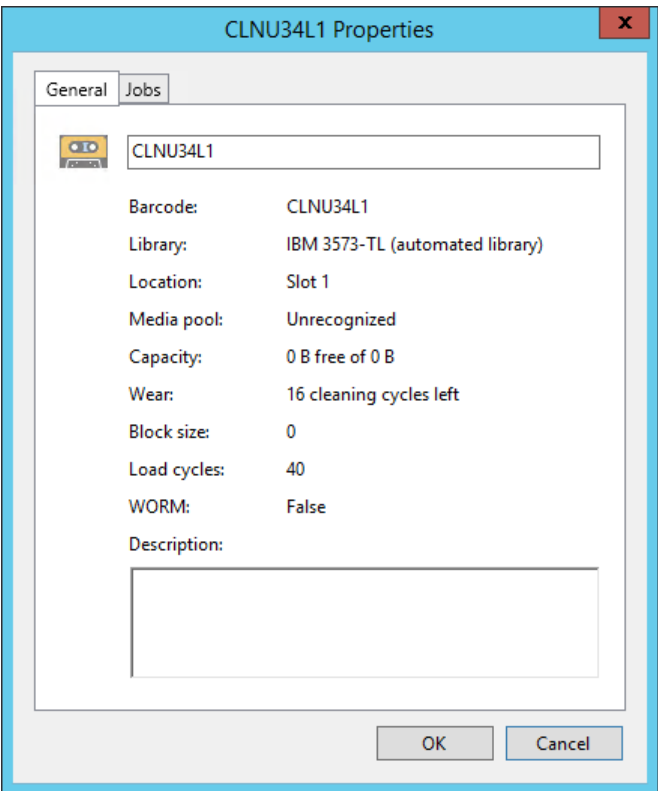 CLNU34L1 Properties
x
General Jobs
CLNU34L1
Barcode: CLNU34L1
Library: IBM 3573-TL (automated library)
Location: Slot 1
Media pool: Unrecognized
Capacity: 0 B free of 0 B
Wear: 16 cleaning cycles left
Block size: 0
Load cycles: 40
WORM: False
Description:
OK Cancel